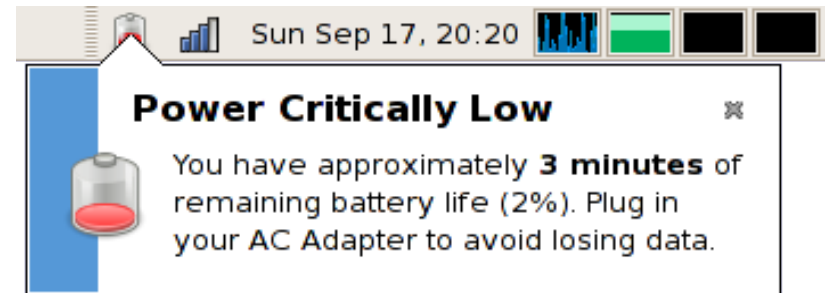 Sun Sep 17, 20:20
Power Critically Low
You have approximately 3 minutes of
remaining battery life (2%). Plug in
your AC Adapter to avoid losing data.